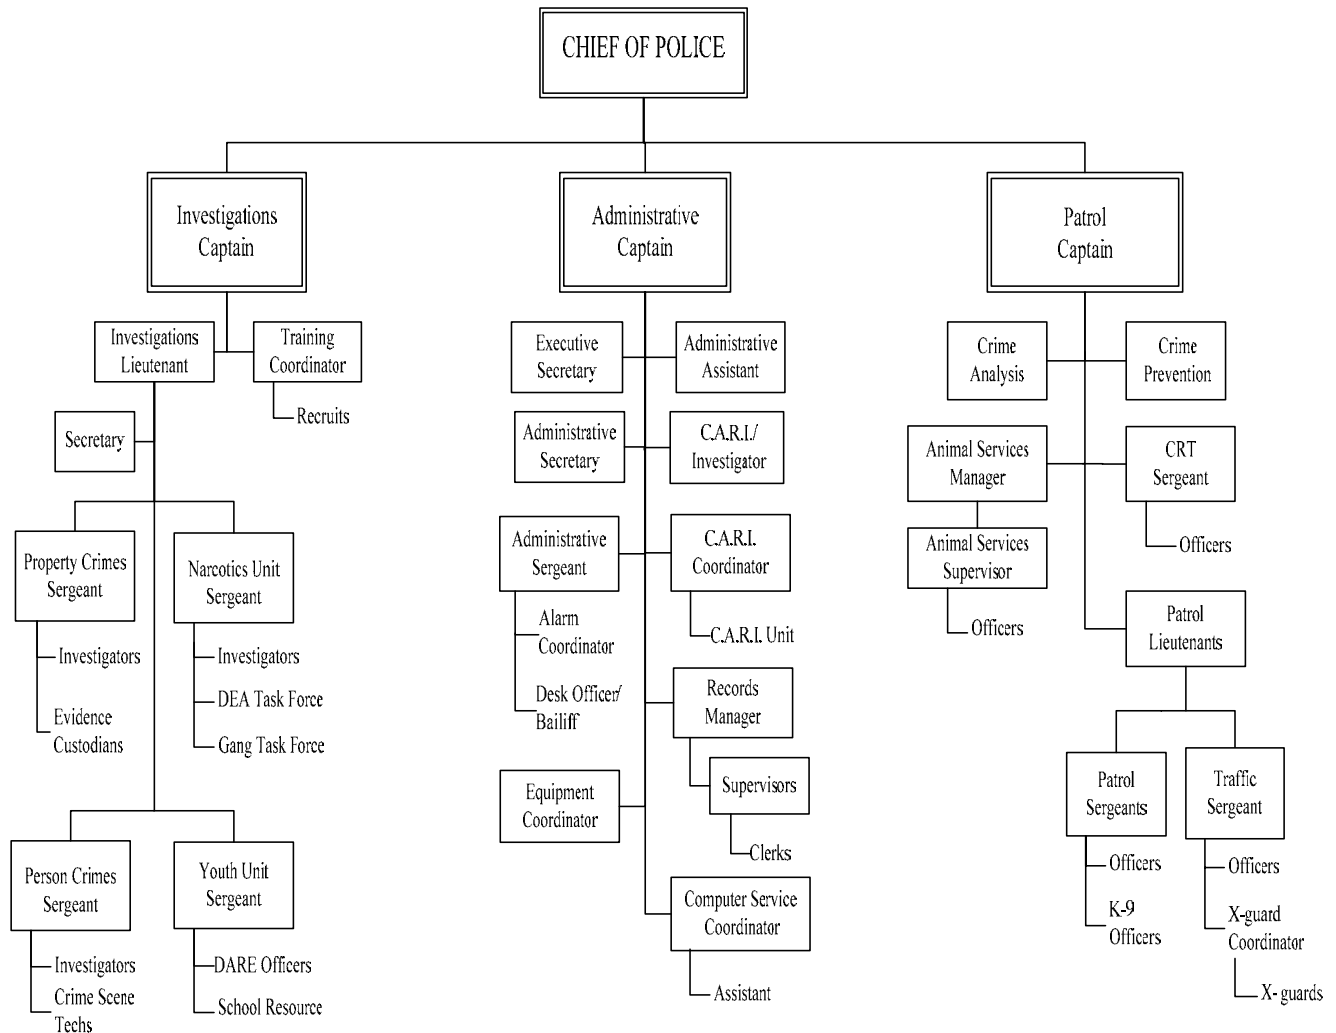 CHIEF OF POLICE
Investigations
Captain
Administrative
Captain
Patrol
Captain
Investigations
Lieutenant
Training
Coordinator
Recruits
Secretary
Property Crimes
Sergeant
Investigators
Evidence
Custodians
Narcotics Unit
Sergeant
Investigators
DEA Task Force
Gang Task Force
Person Crimes
Sergeant
Investigators
Crime Scene
Techs
Youth Unit
Sergeant
DARE Officers
School Resource
Executive
Secretary
Administrative
Assistant
Administrative
Secretary
C.A.R.I./
Investigator
Administrative
Sergeant
Alarm
Coordinator
Desk Officer/
Bailiff
C.A.R.I.
Coordinator
C.A.R.I. Unit
Records
Manager
Supervisors
Clerks
Equipment
Coordinator
Computer Service
Coordinator
Assistant
Crime
Analysis
Crime
Prevention
Animal Services
Manager
Animal Services
Supervisor
Officers
CRT
Sergeant
Officers
Patrol
Lieutenants
Patrol
Sergeants
Officers
K-9
Officers
Traffic
Sergeant
Officers
X-guard
Coordinator
X- guards